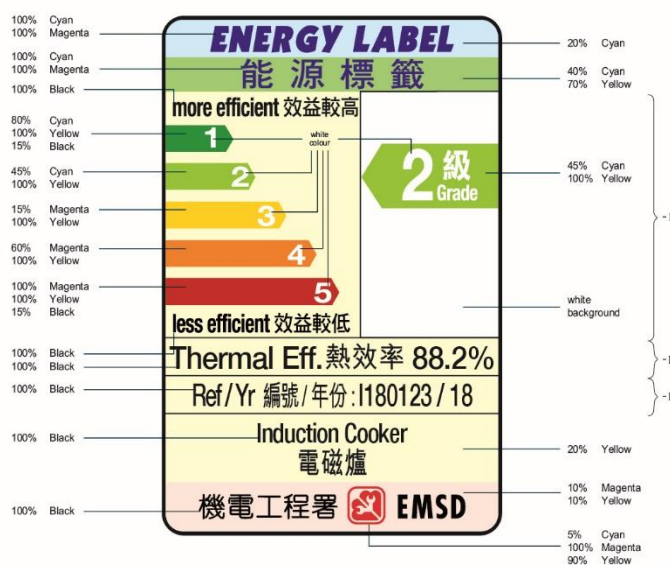 100% Cyan
100% Magenta
100% Cyan
100% Magenta
100% Black
80% Cyan
100% Yellow
15% Black
45% Cyan
100% Yellow
15% Magenta
100% Yellow
60% Magenta
100% Yellow
100% Magenta
100% Yellow
15% Black
100% Black
100% Black
100% Black
100% Black
100% Black
ENERGY LABEL
能源標籤
more efficient 效益較高
1
2
3
4
5
white
colour
2級
Grade
less efficient 效益較低
Thermal Eff.熱效率 88.2%
Ref/Yr 編號/年份:I180123 / 18
Induction Cooker
電磁爐
機電工程署 EMSD
20% Cyan
40% Cyan
70% Yellow
45% Cyan
100% Yellow
white
background
20% Yellow
10% Magenta
10% Yellow
5% Cyan
100% Magenta
90% Yellow